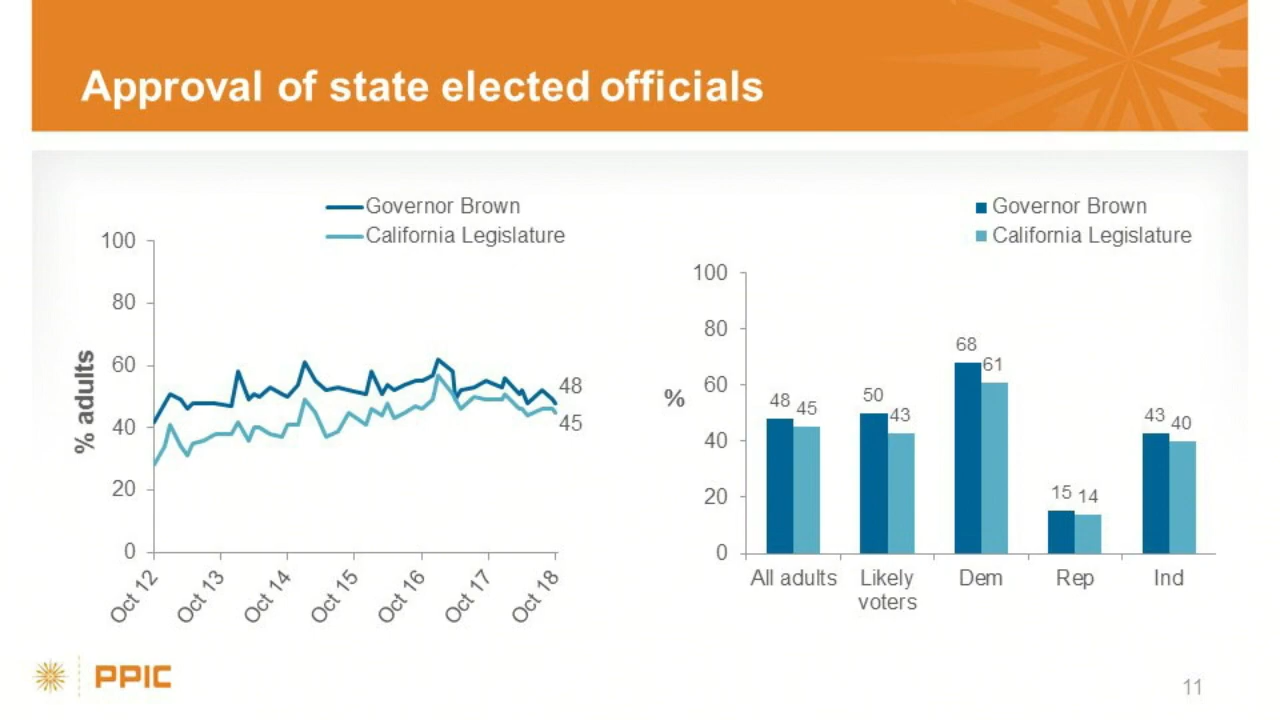 Approval of state elected officials
Governor Brown
California Legislature
% adults
100
80
60
40
20
0
48
45
Oct 12
Oct 13
Oct 14
Oct 15
Oct 16
Oct 17
Oct 18
Governor Brown
California Legislature
%
100
80
60
40
20
0
48 45
50 43
68 61
15 14
43 40
All adults
Likely
voters
Dem
Rep
Ind
PPIC
11